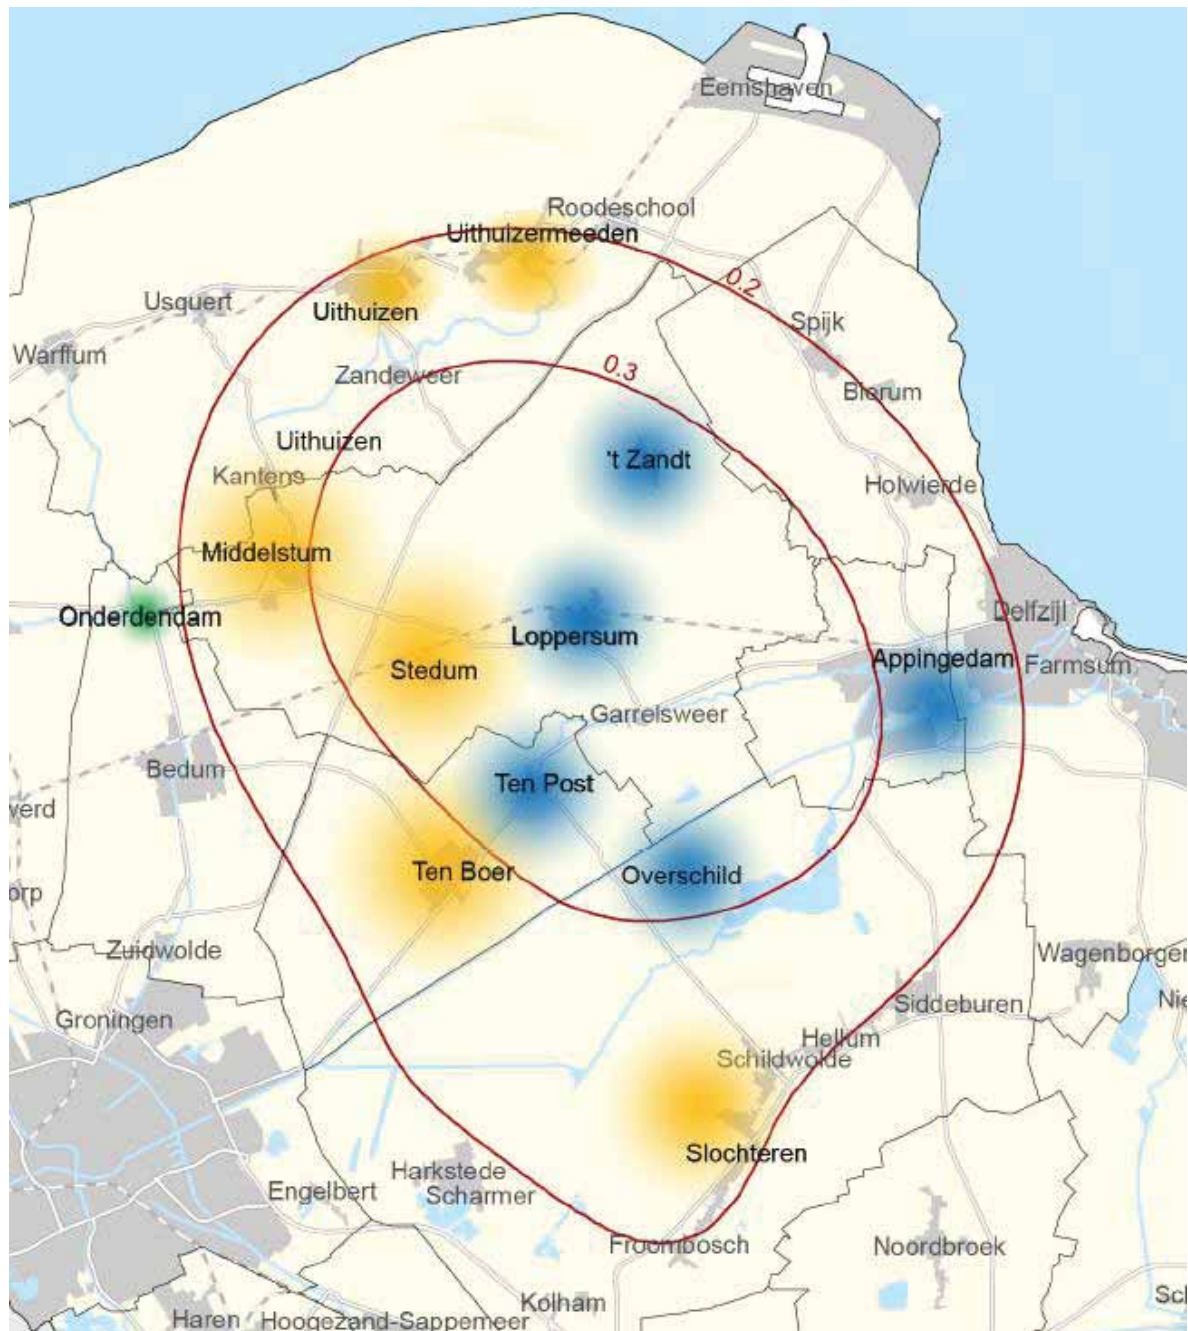 Eemshaven
Roodeschool
Uithuizermeeden
0.2
Usquert
Uithuizen
Spijk
Warffum
Zandeweer
0.3
Bierum
Uithuizen
't Zandt
Kantens
Holwierde
Middelstum
Onderdendam
Loppersum
Delfzijl
Stedum
Appingedam
Farmsum
Garrelsweer
Bedum
Ten Post
werd
Ten Boer
Overschild
orp
Zuidwolde
Wagenborgen
Groningen
Siddeburen
Nie
Hellum
Schildwolde
Slochteren
Harkstede
Scharmer
Engelbert
Froombosch
Noordbroek
Kolham
Haren
Hoogezand-Sappemeer
Sch